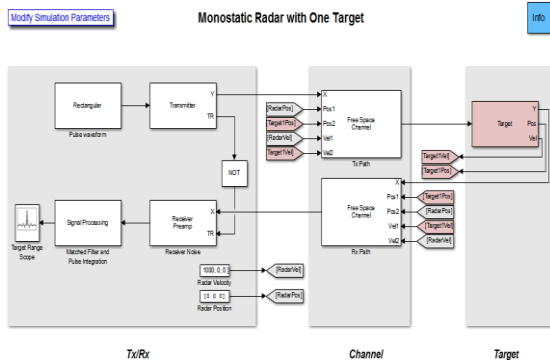 Modify Simulation Parameters
Monostatic Radar with One Target
Info
Rectangular
Pulse waveform
Transmitter
Y
TR
NOT
[RadarPos]
[Target1Pos]
[RadarVel]
[Target1Vel]
X
Pos1
Pos2
Vel1
Vel2
Free Space
Channel
Tx Path
Target
Y
Pos
Vel
[Target1Vel]
[Target1Pos]
Target Range
Scope
Signal Processing
Matched Filter and
Pulse Integration
Receiver
Preamp
X
TR
Receiver Noise
Free Space
Channel
X
Pos1
Pos2
Vel1
Vel2
Rx Path
[Target1Pos]
[RadarPos]
[Target1Vel]
[RadarVel]
1000; 0; 0]
Radar Velocity
[RadarVel]
[0 0 0]
Radar Position
[RadarPos]
Tx/Rx
Channel
Target